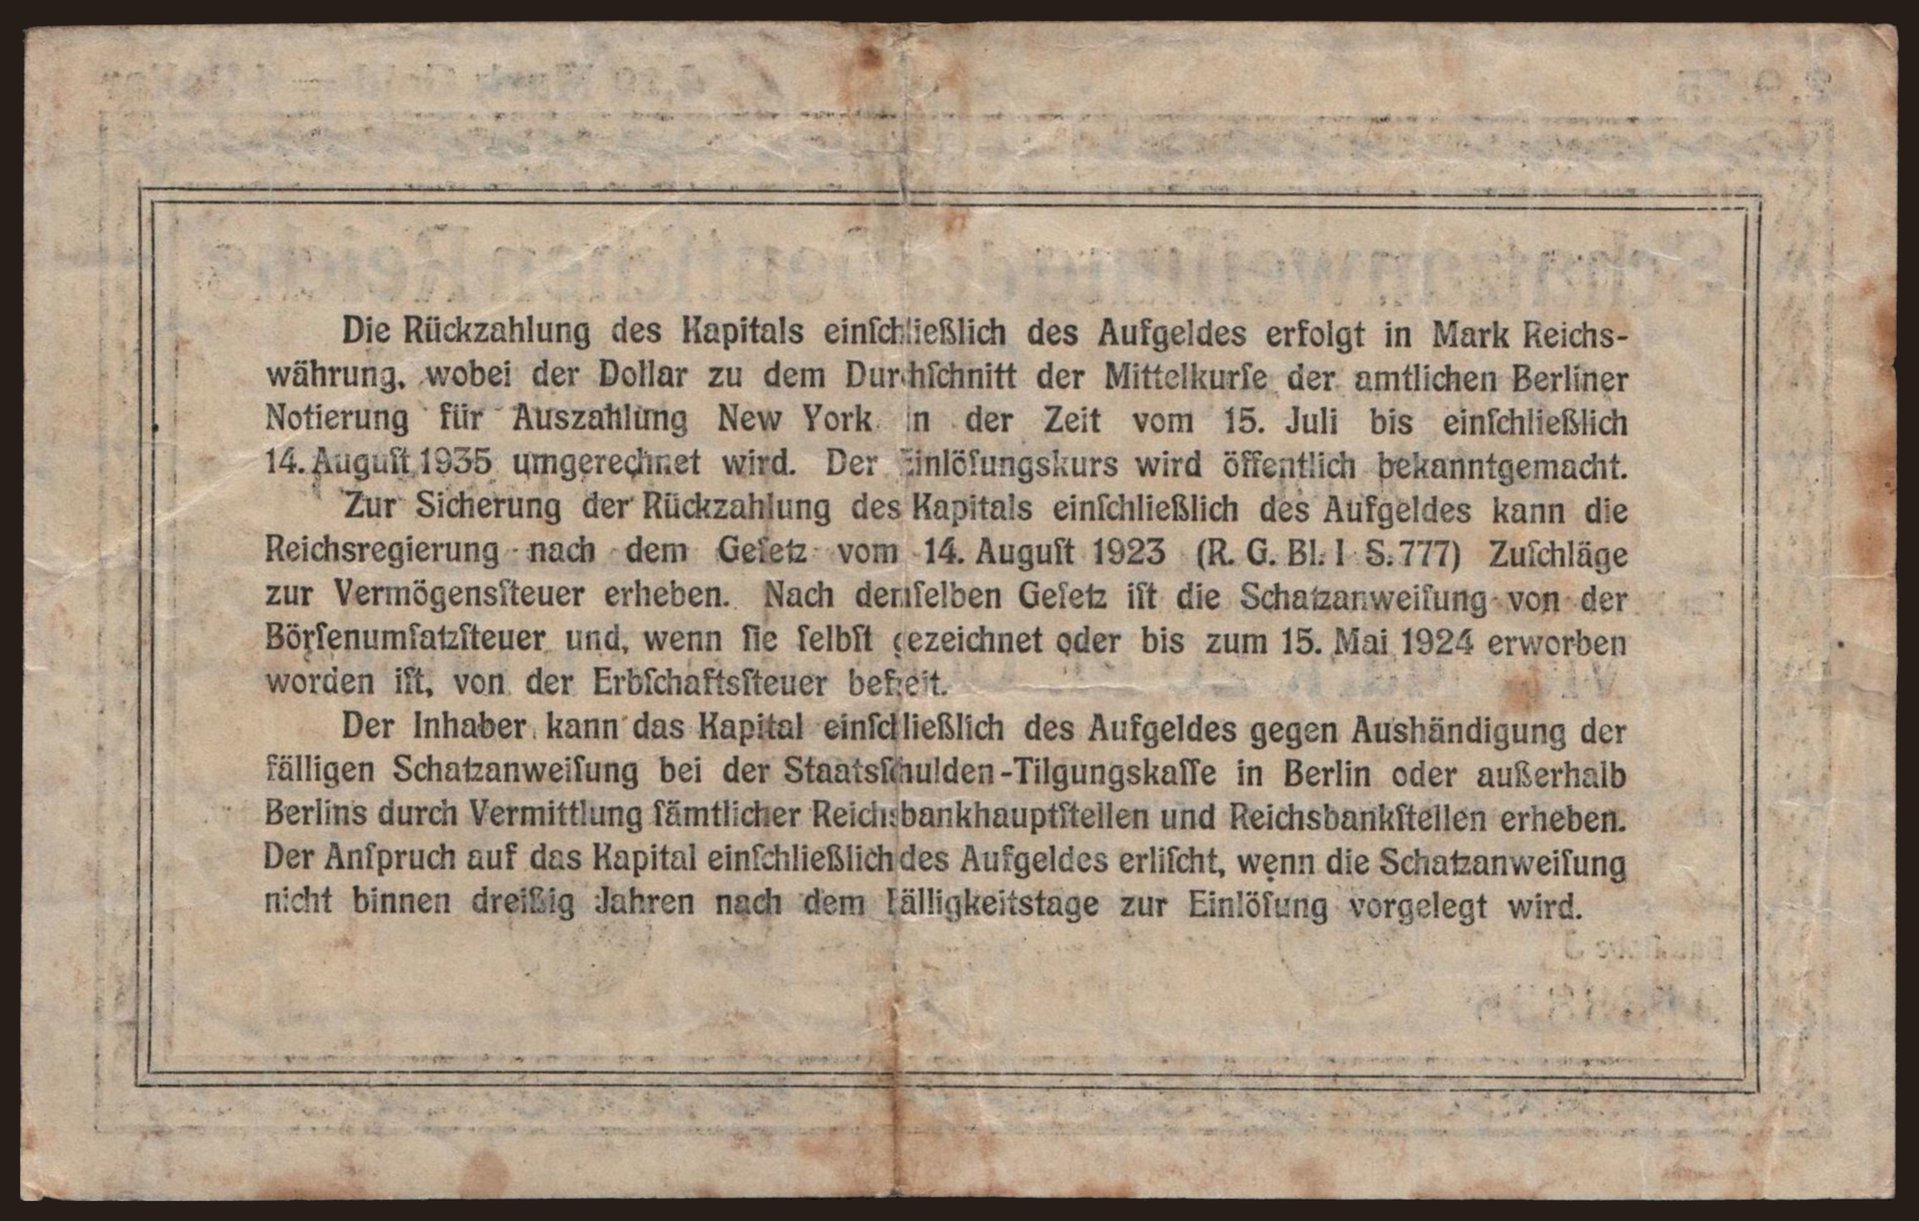 Die Rückzahlung des Kapitals einſchließlich des Aufgeldes erfolgt in Mark Reichs-
währung, wobei der Dollar zu dem Durchſchnitt der Mittelkurſe der amtlichen Berliner
Notierung für Auszahlung New York in der Zeit vom 15. Juli bis einſchließlich
14. Auguſt 1935 umgerechnet wird. Der Einlöſungskurs wird öffentlich bekanntgemacht.
Zur Sicherung der Rückzahlung des Kapitals einſchließlich des Aufgeldes kann die
Reichsregierung nach dem Geſetz vom 14. Auguſt 1923 (R. G. Bl. I S. 777) Zuſchläge
zur Vermögensſteuer erheben. Nach demſelben Geſetz iſt die Schatzanweiſung von der
Börſenumſatzſteuer und, wenn ſie ſelbſt gezeichnet oder bis zum 15. Mai 1924 erworben
worden iſt, von der Erbſchaftsſteuer befreit.
Der Inhaber kann das Kapital einſchließlich des Aufgeldes gegen Aushändigung der
fälligen Schatzanweiſung bei der Staatsſchulden-Tilgungskaſſe in Berlin oder außerhalb
Berlins durch Vermittlung ſämtlicher Reichsbankhauptſtellen und Reichsbankſtellen erheben.
Der Anſpruch auf das Kapital einſchließlich des Aufgeldes erliſcht, wenn die Schatzanweiſung
nicht binnen dreißig Jahren nach dem Fälligkeitstage zur Einlöſung vorgelegt wird.